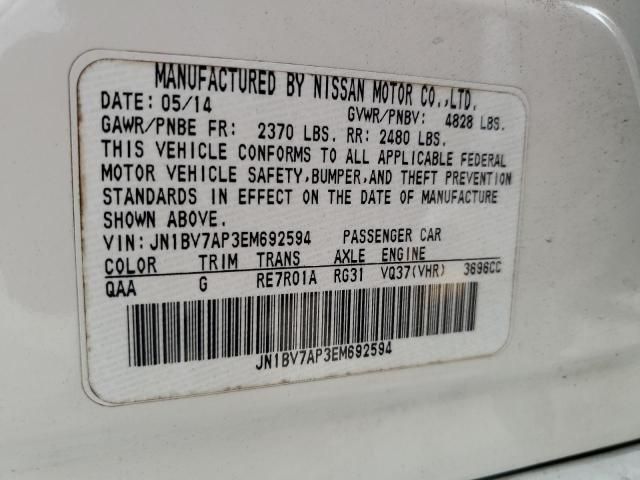 MANUFACTURED BY NISSAN MOTOR CO.,LTD.
DATE: 05/14 GVWR/PNBV: 4828 LBS.
GAWR/PNBE FR: 2370 LBS. RR: 2480 LBS.
THIS VEHICLE CONFORMS TO ALL APPLICABLE FEDERAL
MOTOR VEHICLE SAFETY,BUMPER,AND THEFT PREVENTION
STANDARDS IN EFFECT ON THE DATE OF MANUFACTURE
SHOWN ABOVE.
VIN:JN1BV7AP3EM692594 PASSENGER CAR
COLOR TRIM TRANS AXLE ENGINE
QAA G RE7R01A RG31 VQ37(VHR) 3696CC
JN1BV7AP3EM692594